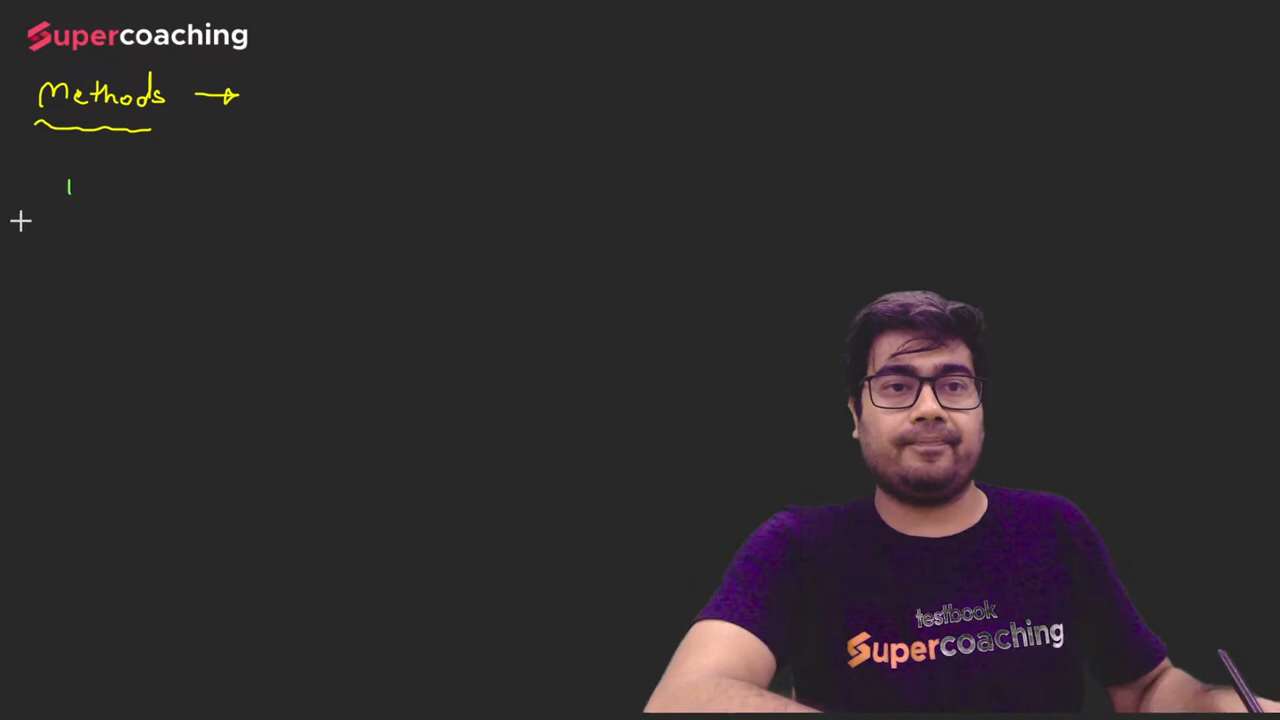 Supercoaching
Methods →
testbook
Supercoaching